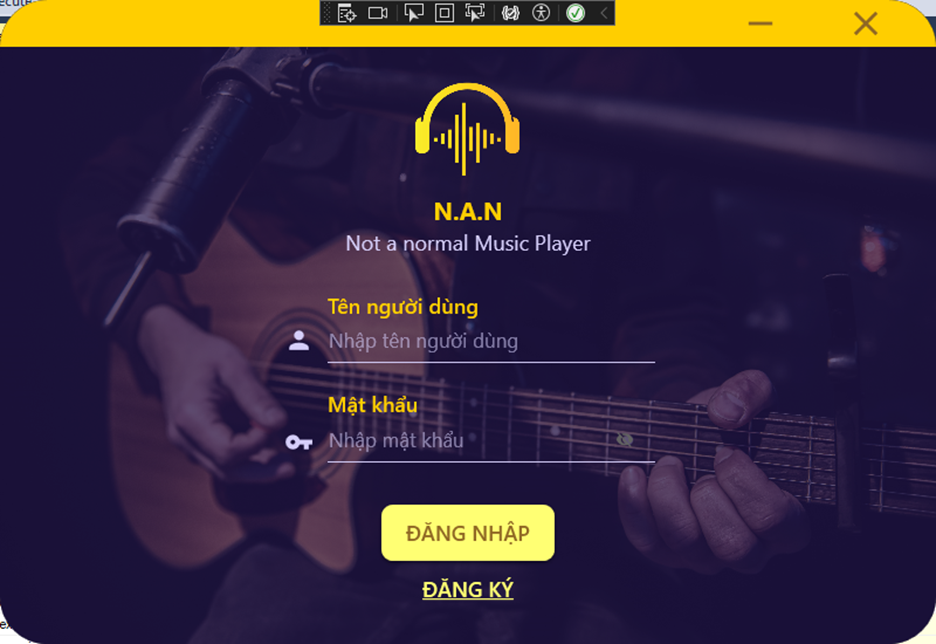 N.A.N
Not a normal Music Player
Tên người dùng
Nhập tên người dùng
Mật khẩu
Nhập mật khẩu
ĐĂNG NHẬP
ĐĂNG KÝ